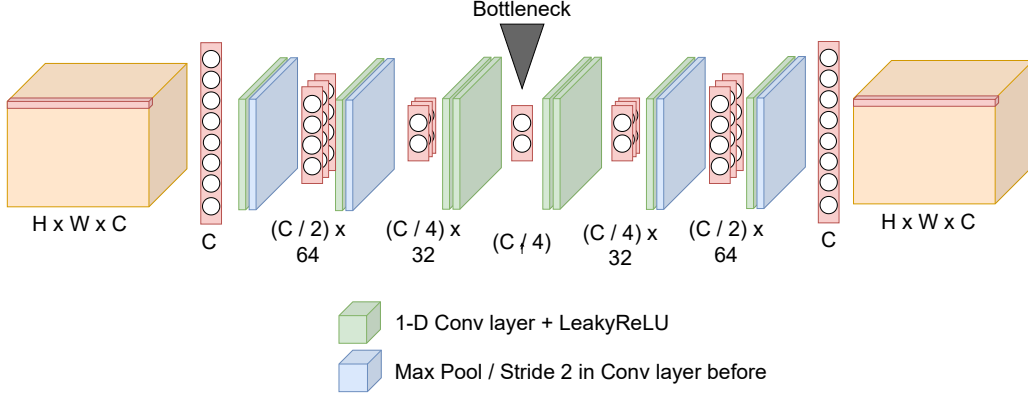 Bottleneck
H x W x C
C
(C / 2) x
64
(C / 4) x
32
(C / 4)
(C / 4) x
32
(C / 2) x
64
C
H x W x C
1-D Conv layer + LeakyReLU
Max Pool / Stride 2 in Conv layer before